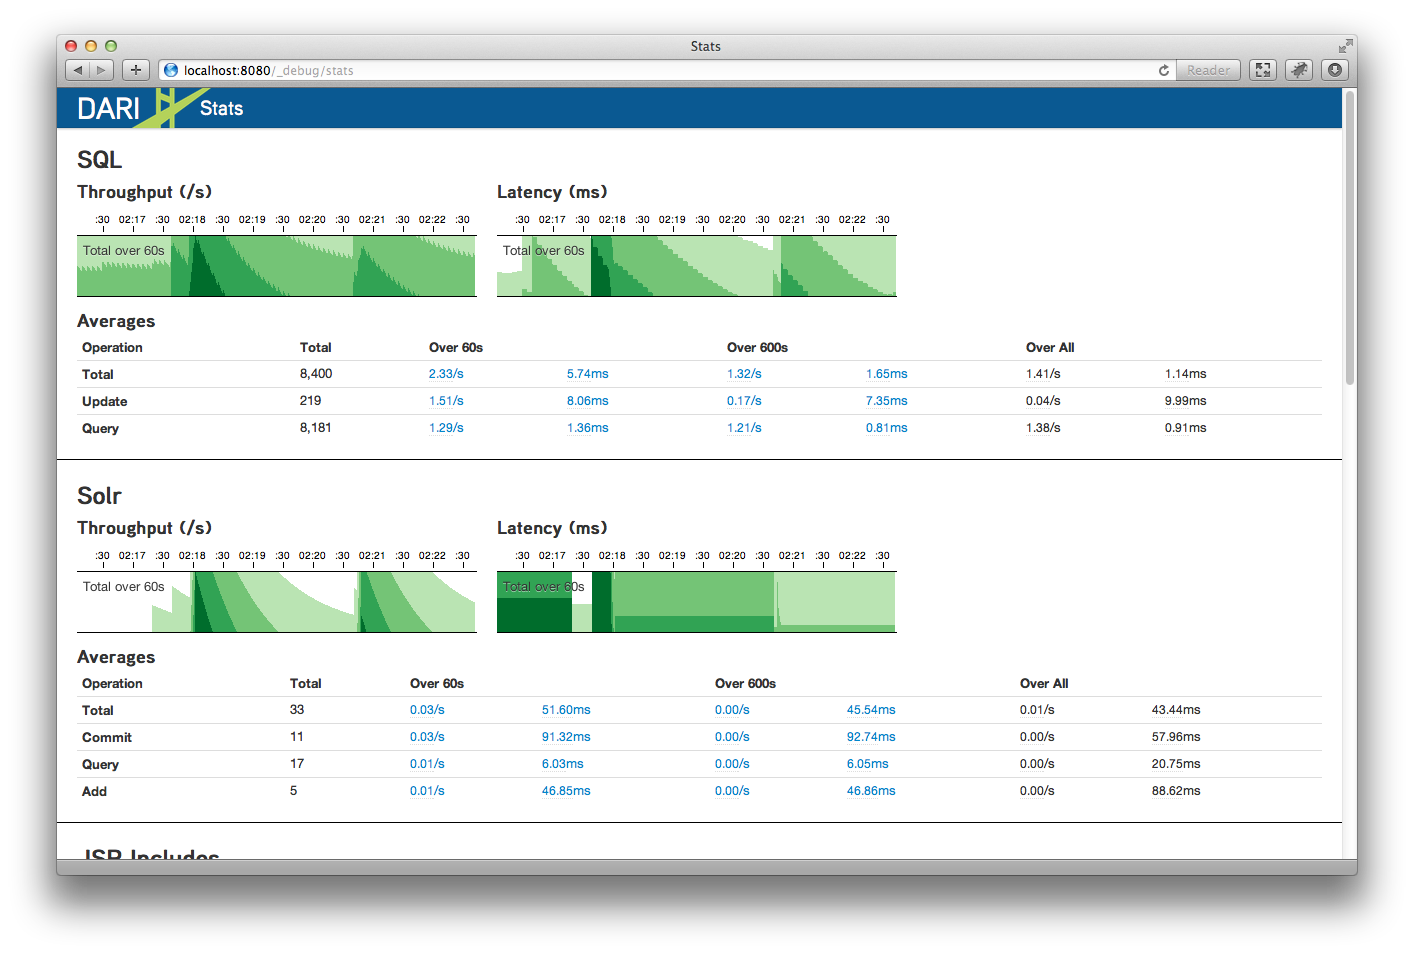 Stats
localhost:8080/_debug/stats
Reader
DARI Stats
SQL
Throughput (/s) Latency (ms)
:30 02:17 :30 02:18 :30 02:19 :30 02:20 :30 02:21 :30 02:22 :30 :30 02:17 :30 02:18 :30 02:19 :30 02:20 :30 02:21 :30 02:22 :30
Total over 60s Total over 60s
Averages
Operation Total Over 60s Over 600s Over All
Total 8,400 2.33/s 5.74ms 1.32/s 1.65ms 1.41/s 1.14ms
Update 219 1.51/s 8.06ms 0.17/s 7.35ms 0.04/s 9.99ms
Query 8,181 1.29/s 1.36ms 1.21/s 0.81ms 1.38/s 0.91ms
Solr
Throughput (/s) Latency (ms)
:30 02:17 :30 02:18 :30 02:19 :30 02:20 :30 02:21 :30 02:22 :30 :30 02:17 :30 02:18 :30 02:19 :30 02:20 :30 02:21 :30 02:22 :30
Total over 60s Total over 60s
Averages
Operation Total Over 60s Over 600s Over All
Total 33 0.03/s 51.60ms 0.00/s 45.54ms 0.01/s 43.44ms
Commit 11 0.03/s 91.32ms 0.00/s 92.74ms 0.00/s 57.96ms
Query 17 0.01/s 6.03ms 0.00/s 6.05ms 0.00/s 20.75ms
Add 5 0.01/s 46.85ms 0.00/s 46.86ms 0.00/s 88.62ms
JSP Includes